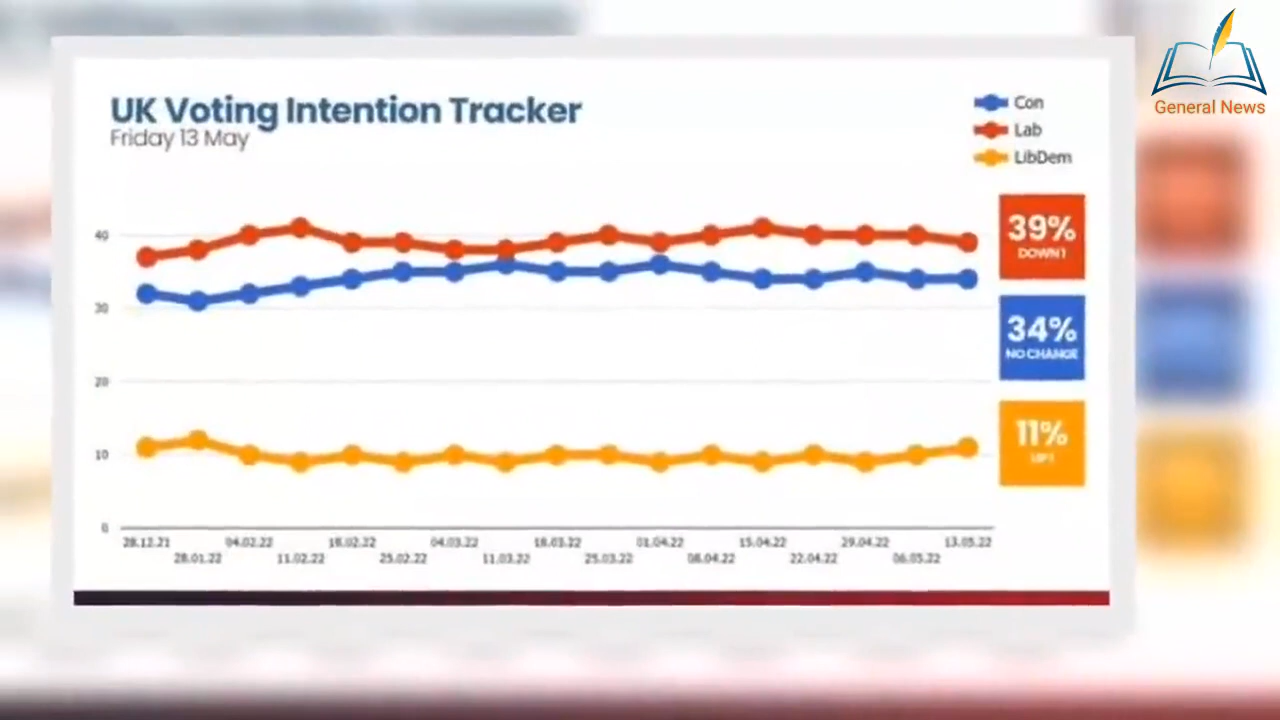 General News
UK Voting Intention Tracker
Friday 13 May
Con
Lab
LibDem
39%
DOWN 1
34%
NO CHANGE
11%
UP 1
40
30
20
10
0
28.12.21
04.02.22
18.02.22
04.03.22
18.03.22
01.04.22
15.04.22
29.04.22
13.05.22
28.01.22
11.02.22
25.02.22
11.03.22
25.03.22
08.04.22
22.04.22
06.05.22